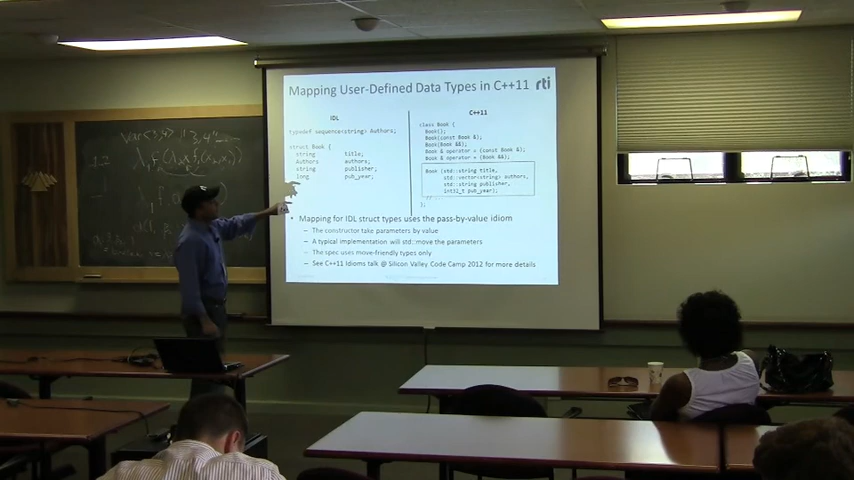 Mapping User-Defined Data Types in C++11
rti
IDL
typedef sequence<string> Authors;
struct Book {
string title;
Authors authors;
string publisher;
long pub_year;
C++11
class Book {
Book();
Book(const Book &);
Book(Book &&);
Book & operator = (const Book &);
Book & operator = (Book &&);
Book (std::string title,
std::vector<string> authors,
std::string publisher,
int32_t pub_year);
};
• Mapping for IDL struct types uses the pass-by-value idiom
– The constructor take parameters by value
– A typical implementation will std::move the parameters
– The spec uses move-friendly types only
– See C++11 Idioms talk @ Silicon Valley Code Camp 2012 for more details